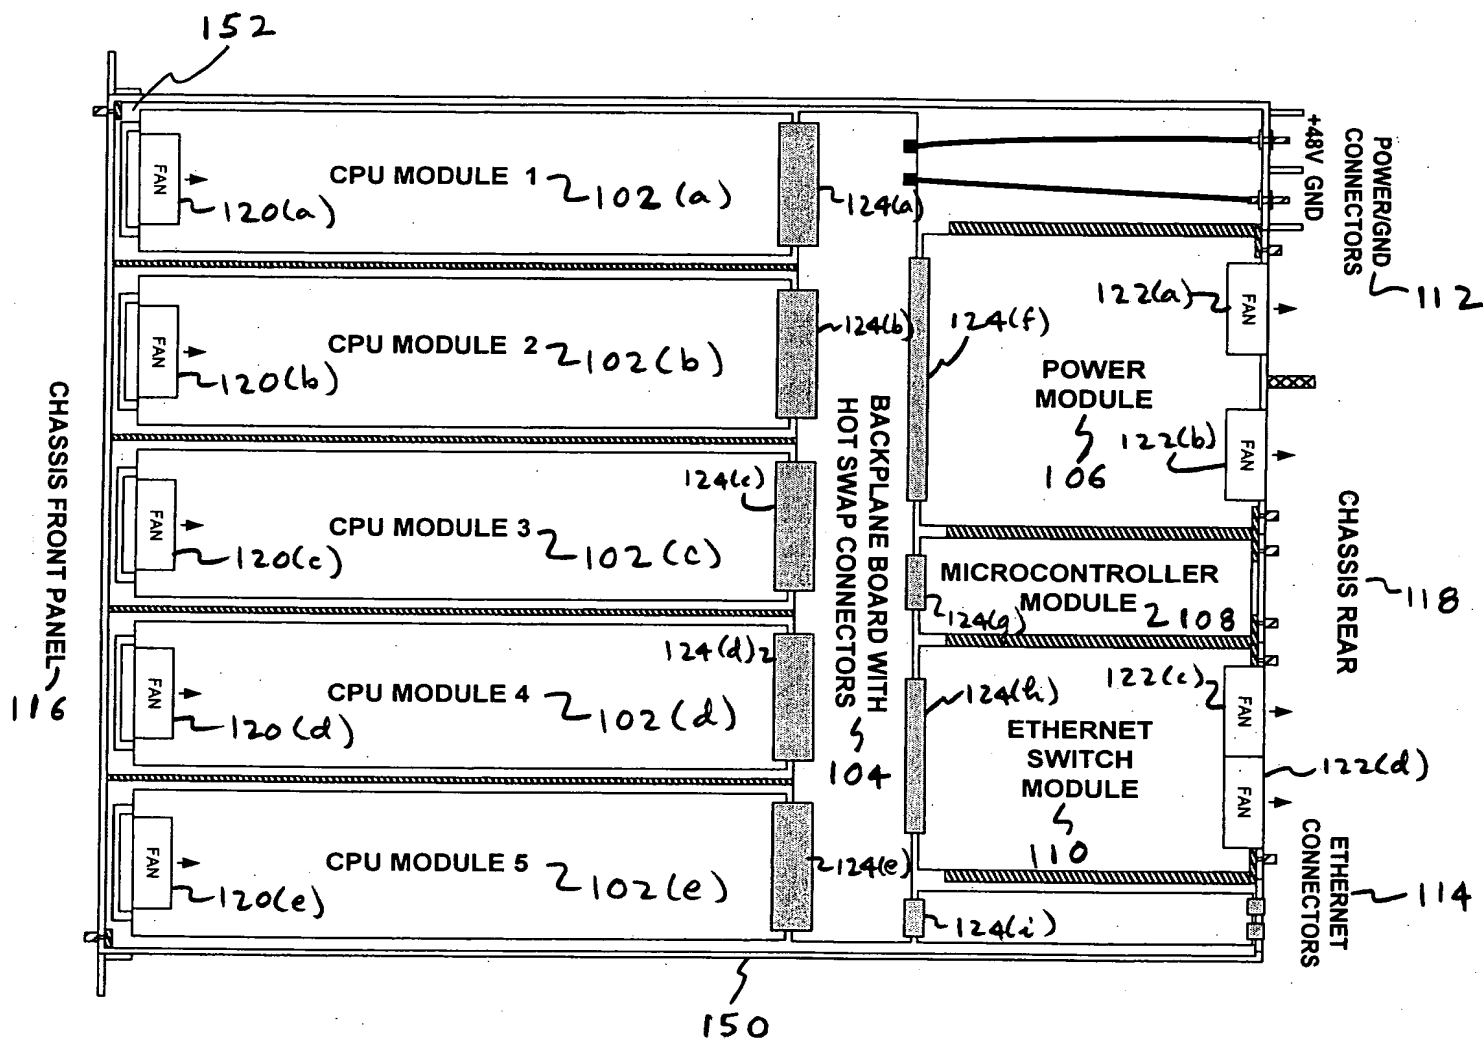 152
FAN
120(a)
CPU MODULE 1
102(a)
124(a)
+48V GND
POWER/GND
CONNECTORS
112
FAN
120(b)
CPU MODULE 2
102(b)
124(b)
124(f)
122(a)
FAN
POWER
MODULE
106
122(b)
FAN
FAN
120(c)
CPU MODULE 3
102(c)
124(c)
BACKPLANE BOARD WITH
HOT SWAP CONNECTORS
104
MICROCONTROLLER
MODULE
108
124(g)
CHASSIS REAR
118
CHASSIS FRONT PANEL
116
FAN
120(d)
CPU MODULE 4
102(d)
124(d)
124(h)
ETHERNET
SWITCH
MODULE
110
122(c)
FAN
122(d)
FAN
FAN
120(e)
CPU MODULE 5
102(e)
124(e)
124(i)
ETHERNET
CONNECTORS
114
150